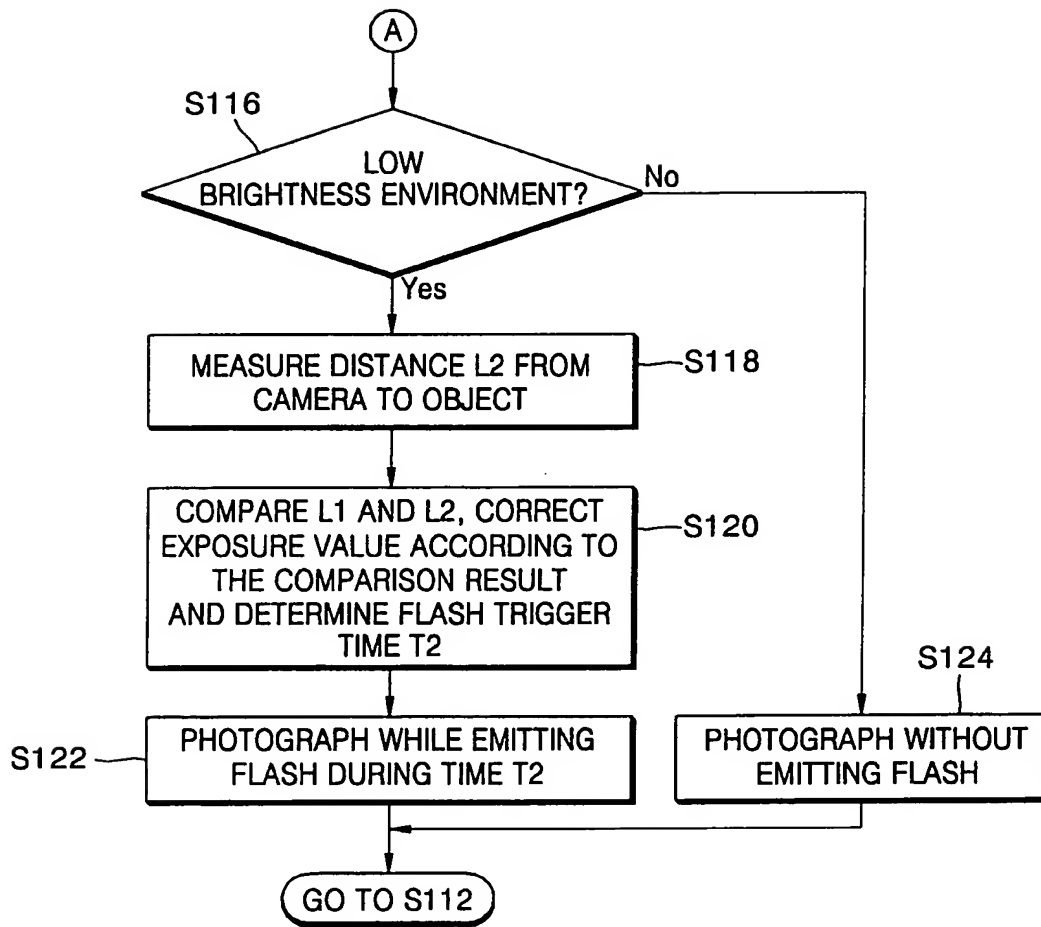 A
S116
LOW
BRIGHTNESS ENVIRONMENT?
No
Yes
MEASURE DISTANCE L2 FROM
CAMERA TO OBJECT
S118
COMPARE L1 AND L2, CORRECT
EXPOSURE VALUE ACCORDING TO
THE COMPARISON RESULT
AND DETERMINE FLASH TRIGGER
TIME T2
S120
S122
PHOTOGRAPH WHILE EMITTING
FLASH DURING TIME T2
S124
PHOTOGRAPH WITHOUT
EMITTING FLASH
GO TO S112